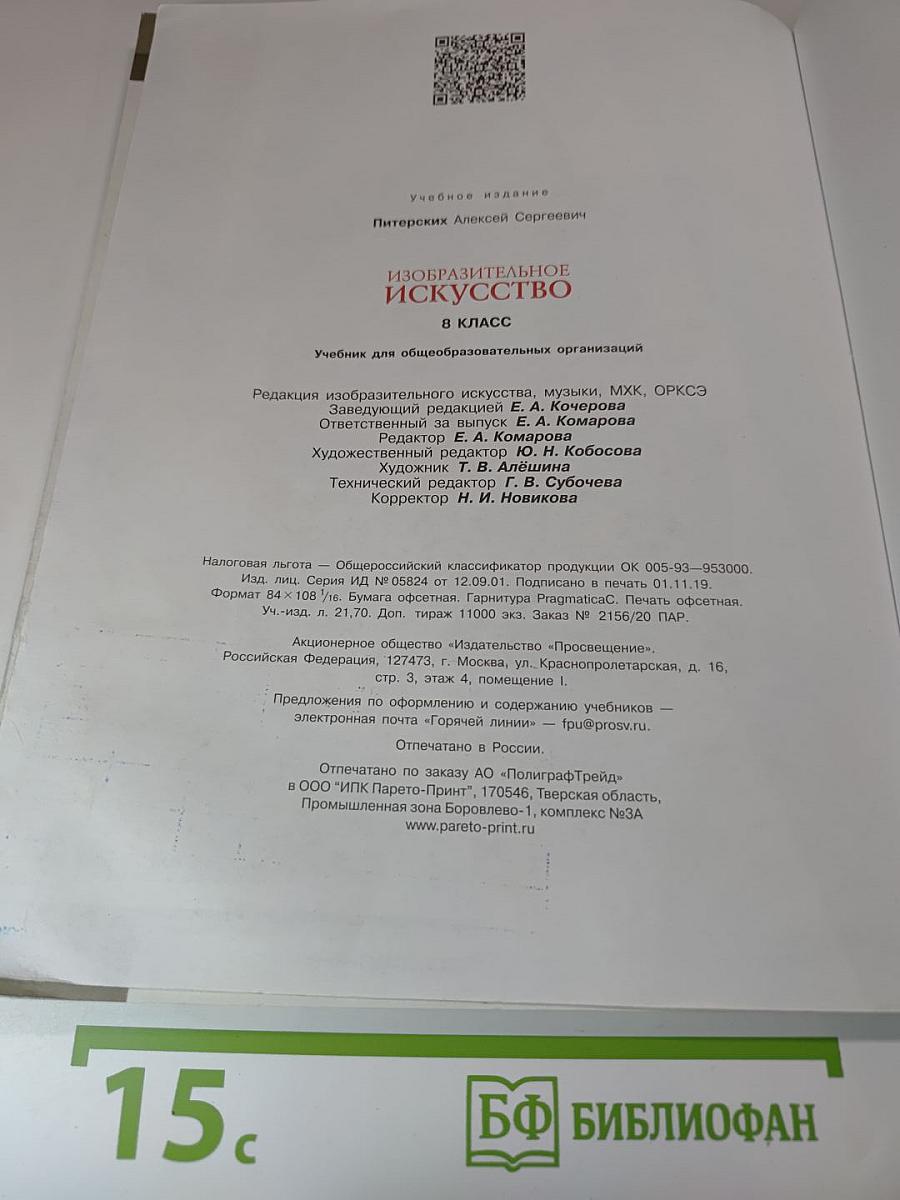 Учебное издание
Питерских Алексей Сергеевич
ИЗОБРАЗИТЕЛЬНОЕ
ИСКУССТВО
8 КЛАСС
Учебник для общеобразовательных организаций
Редакция изобразительного искусства, музыки, МХК, ОРКСЭ
Заведующий редакцией Е. А. Кочерова
Ответственный за выпуск Е. А. Комарова
Редактор Е. А. Комарова
Художественный редактор Ю. Н. Кобосова
Художник Т. В. Алёшина
Технический редактор Г. В. Субочева
Корректор Н. И. Новикова
Налоговая льгота — Общероссийский классификатор продукции ОК 005-93—953000.
Изд. лиц. Серия ИД № 05824 от 12.09.01. Подписано в печать 01.11.19.
Формат 84×108 1/16. Бумага офсетная. Гарнитура PragmaticaC. Печать офсетная.
Уч.-изд. л. 21,70. Доп. тираж 11000 экз. Заказ № 2156/20 ПАР.
Акционерное общество «Издательство «Просвещение».
Российская Федерация, 127473, г. Москва, ул. Краснопролетарская, д. 16,
стр. 3, этаж 4, помещение I.
Предложения по оформлению и содержанию учебников —
электронная почта «Горячей линии» — fpu@prosv.ru.
Отпечатано в России.
Отпечатано по заказу АО «ПолиграфТрейд»
в ООО "ИПК Парето-Принт", 170546, Тверская область,
Промышленная зона Боровлево-1, комплекс №3А
www.pareto-print.ru
15 с
БФ БИБЛИОФАН